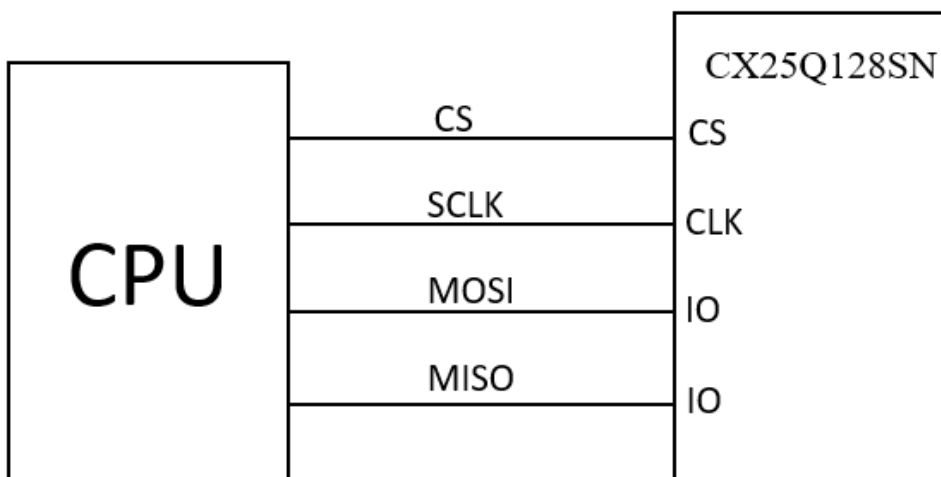 CX25Q128SN
CS
CS
SCLK
CLK
CPU
MOSI
IO
MISO
IO